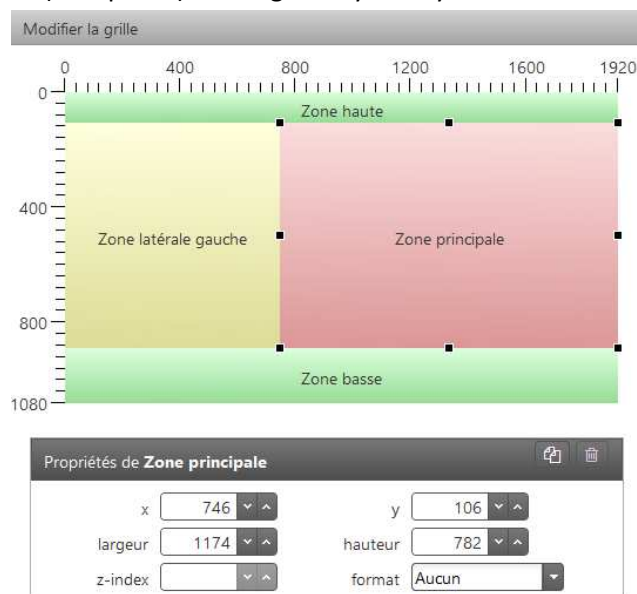 Modifier la grille
0 400 800 1200 1600 1920
0
Zone haute
400
Zone latérale gauche Zone principale
800
Zone basse
1080
Propriétés de Zone principale
x 746 y 106
largeur 1174 hauteur 782
z-index format Aucun